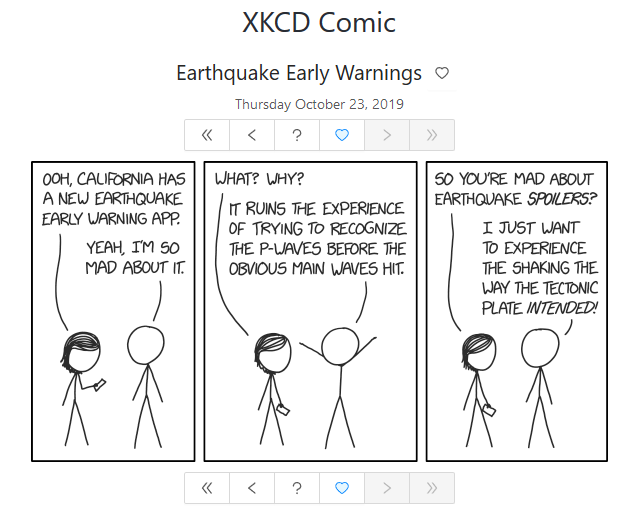 XKCD Comic
Earthquake Early Warnings
Thursday October 23, 2019
?
OOH, CALIFORNIA HAS
A NEW EARTHQUAKE
EARLY WARNING APP.
YEAH, I'M SO
MAD ABOUT IT.
WHAT? WHY?
IT RUINS THE EXPERIENCE
OF TRYING TO RECOGNIZE
THE P-WAVES BEFORE THE
OBVIOUS MAIN WAVES HIT.
SO YOU'RE MAD ABOUT
EARTHQUAKE SPOILERS?
I JUST WANT
TO EXPERIENCE
THE SHAKING THE
WAY THE TECTONIC
PLATE INTENDED!
?